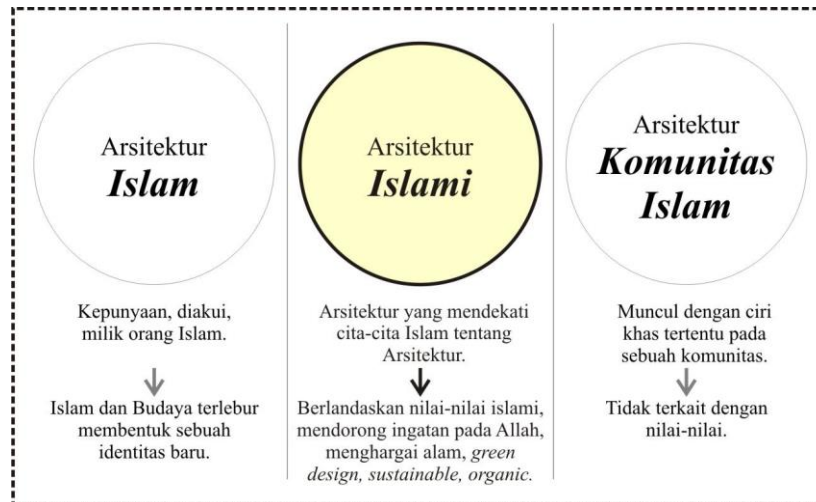 Arsitektur
Islam
Kepunyaan, diakui,
milik orang Islam.
Islam dan Budaya terlebur
membentuk sebuah
identitas baru.
Arsitektur
Islami
Arsitektur yang mendekati
cita-cita Islam tentang
Arsitektur.
Berlandaskan nilai-nilai islami,
mendorong ingatan pada Allah,
menghargai alam, green
design, sustainable, organic.
Arsitektur
Komunitas
Islam
Muncul dengan ciri
khas tertentu pada
sebuah komunitas.
Tidak terkait dengan
nilai-nilai.